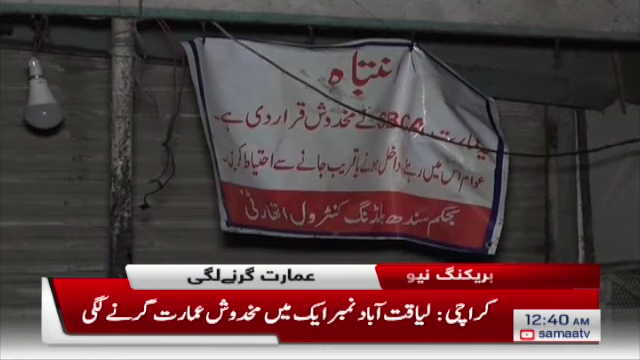 انتباہ
یہ عمارت SBCA نے مخدوش قرار دی ہے۔
عوام اس میں رہنے، داخل ہونے یا قریب جانے سے احتیاط کریں۔
بحکم سندھ بلڈنگ کنٹرول اتھارٹی
بریکنگ نیو
عمارت گرنے لگی
کراچی: لیاقت آباد نمبر ایک میں مخدوش عمارت گرنے لگی
12:40 AM
samaatv